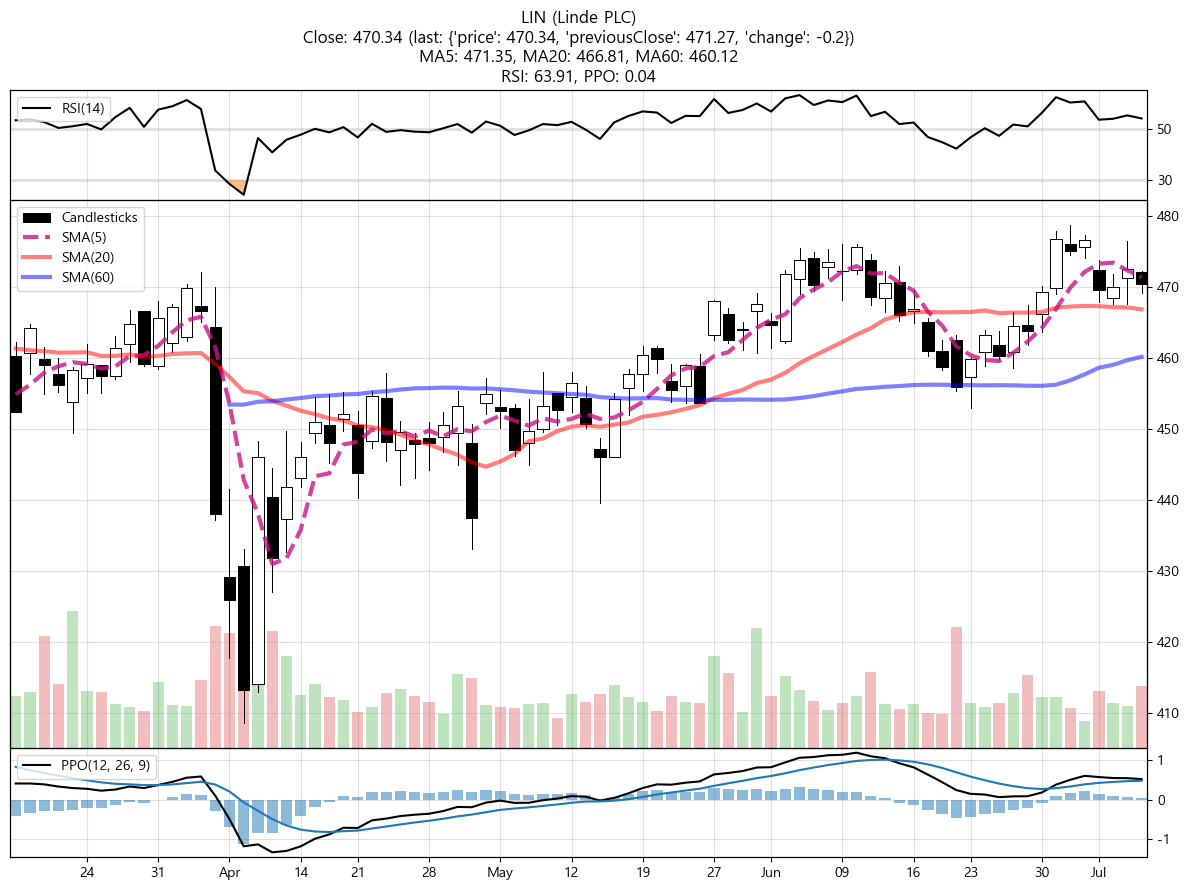 LIN (Linde PLC)
Close: 470.34 (last: {'price': 470.34, 'previousClose': 471.27, 'change': -0.2})
MA5: 471.35, MA20: 466.81, MA60: 460.12
RSI: 63.91, PPO: 0.04
RSI(14)
50
30
Candlesticks
SMA(5)
SMA(20)
SMA(60)
480
470
460
450
440
430
420
410
PPO(12, 26, 9)
1
0
-1
24 31 Apr 14 21 28 May 12 19 27 Jun 09 16 23 30 Jul